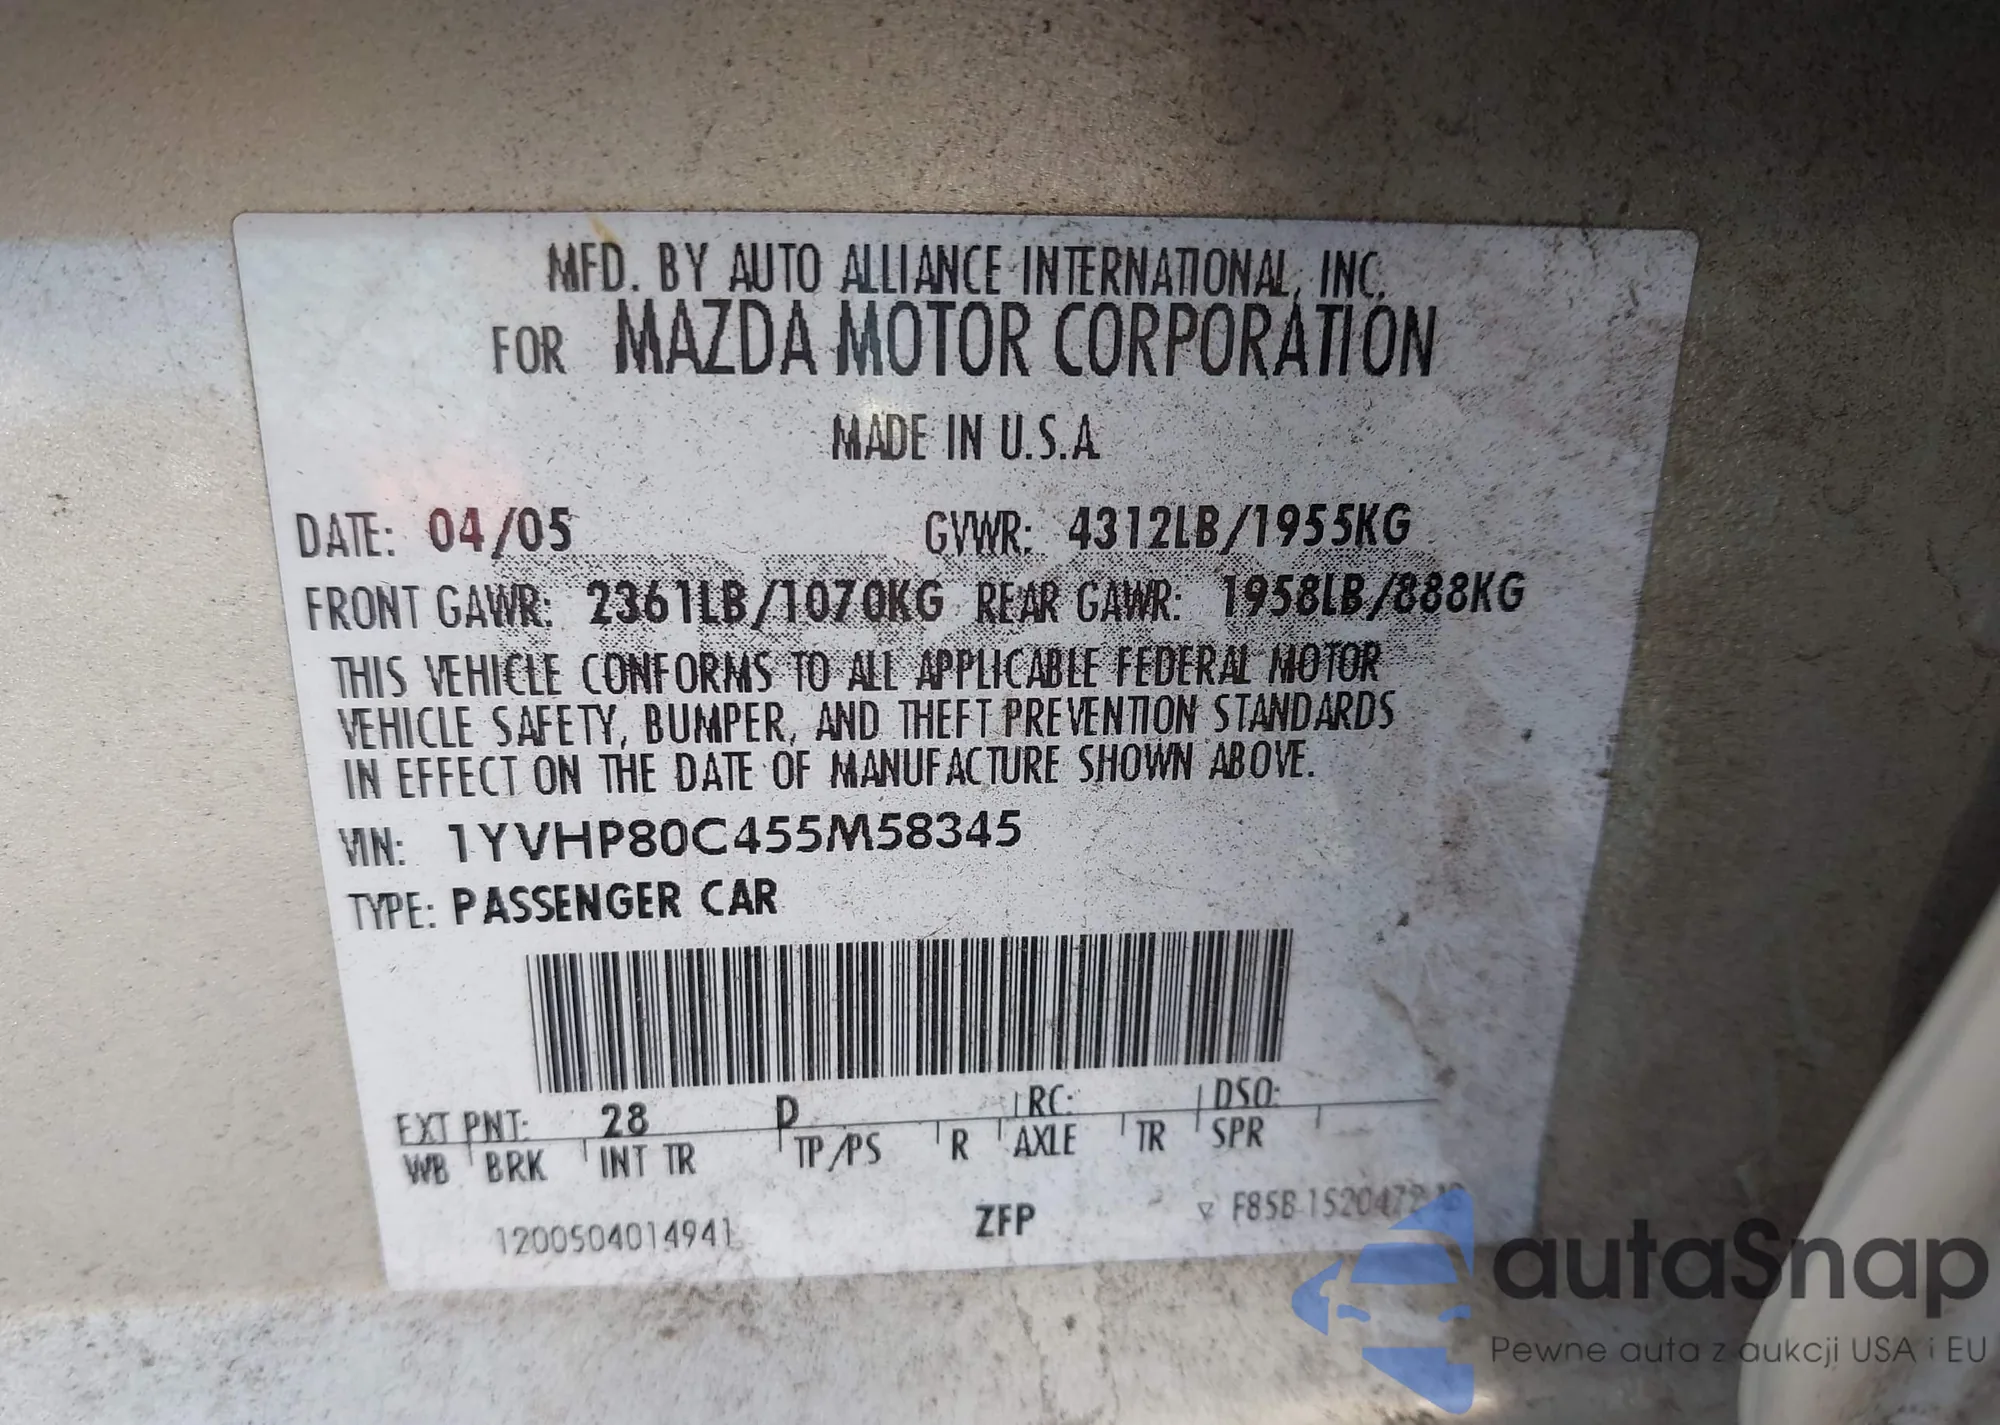 MFD. BY AUTO ALLIANCE INTERNATIONAL, INC.
FOR MAZDA MOTOR CORPORATION
MADE IN U.S.A.
DATE: 04/05 GVWR: 4312LB/1955KG
FRONT GAWR: 2361LB/1070KG REAR GAWR: 1958LB/888KG
THIS VEHICLE CONFORMS TO ALL APPLICABLE FEDERAL MOTOR
VEHICLE SAFETY, BUMPER, AND THEFT PREVENTION STANDARDS
IN EFFECT ON THE DATE OF MANUFACTURE SHOWN ABOVE.
VIN: 1YVHP80C455M58345
TYPE: PASSENGER CAR
EXT PNT: 28 D RC: DSO:
WB BRK INT TR TP/PS R AXLE TR SPR
1200504014941 ZFP F85B
autaSnap
Pewne auta z aukcji USA i EU